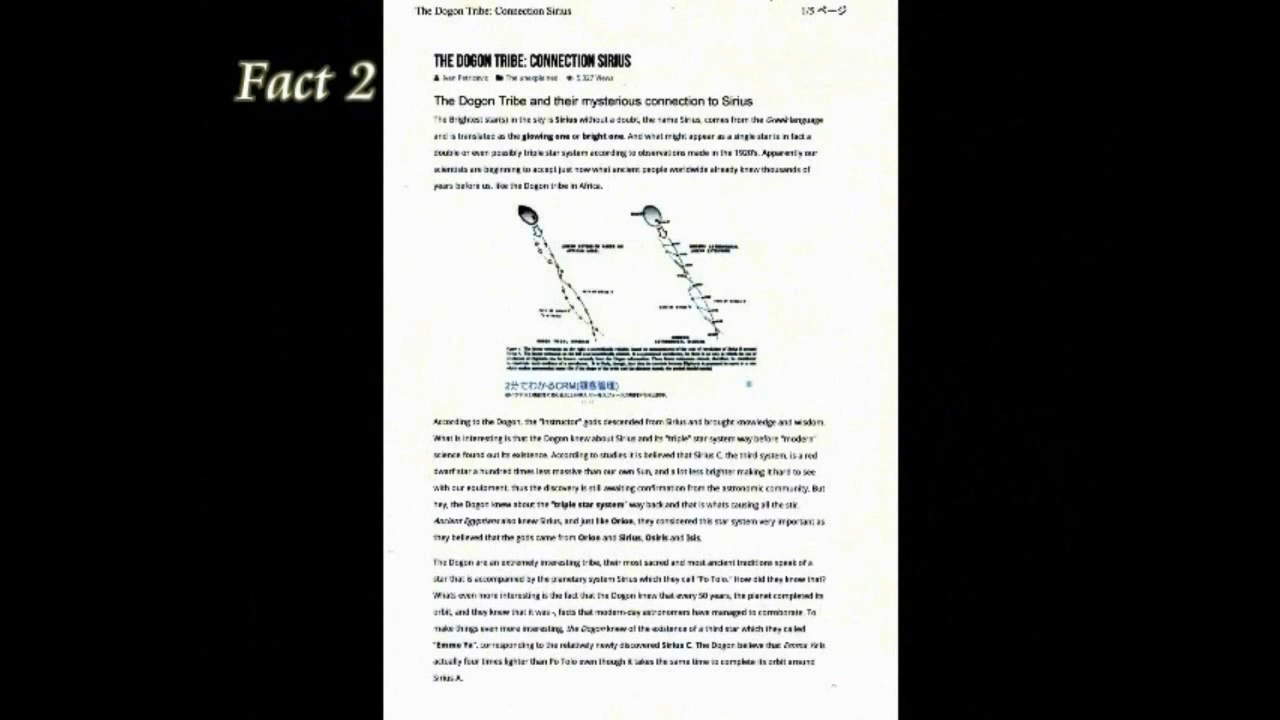 The Dogon Tribe: Connection Sirius
1/5 ページ
Fact 2
THE DOGON TRIBE: CONNECTION SIRIUS
Ivan Petricevic The unexplained 5,327 Views
The Dogon Tribe and their mysterious connection to Sirius
The Brightest star(s) in the sky is Sirius without a doubt, the name Sirius, comes from the Greek language
and is translated as the glowing one or bright one. And what might appear as a single star is in fact a
double or even possibly triple star system according to observations made in the 1920's. Apparently our
scientists are beginning to accept just now what ancient people worldwide already knew thousands of
years before us, like the Dogon tribe in Africa.
2分でわかるCRM(顧客管理)
According to the Dogon, the "Instructor" gods descended from Sirius and brought knowledge and wisdom.
What is interesting is that the Dogon knew about Sirius and its "triple" star system way before "modern"
science found out its existence. According to studies it is believed that Sirius C, the third system, is a red
dwarf star a hundred times less massive than our own Sun, and a lot less brighter making it hard to see
with our equipment, thus the discovery is still awaiting confirmation from the astronomic community. But
hey, the Dogon knew about the "triple star system" way back and that is whats causing all the stir.
Ancient Egyptians also knew Sirius, and just like Orion, they considered this star system very important as
they believed that the gods came from Orion and Sirius, Osiris and Isis.
The Dogon are an extremely interesting tribe, their most sacred and most ancient traditions speak of a
star that is accompanied by the planetary system Sirius which they call "Po Tolo." How did they know that?
Whats even more interesting is the fact that the Dogon knew that every 50 years, the planet completed its
orbit, and they knew that it was-, facts that modern-day astronomers have managed to corroborate. To
make things even more interesting, the Dogon knew of the existence of a third star which they called
"Emme Ya", corresponding to the relatively newly discovered Sirius C. The Dogon believe that Emme Ya is
actually four times lighter than Po Tolo even though it takes the same time to complete its orbit around
Sirius A.